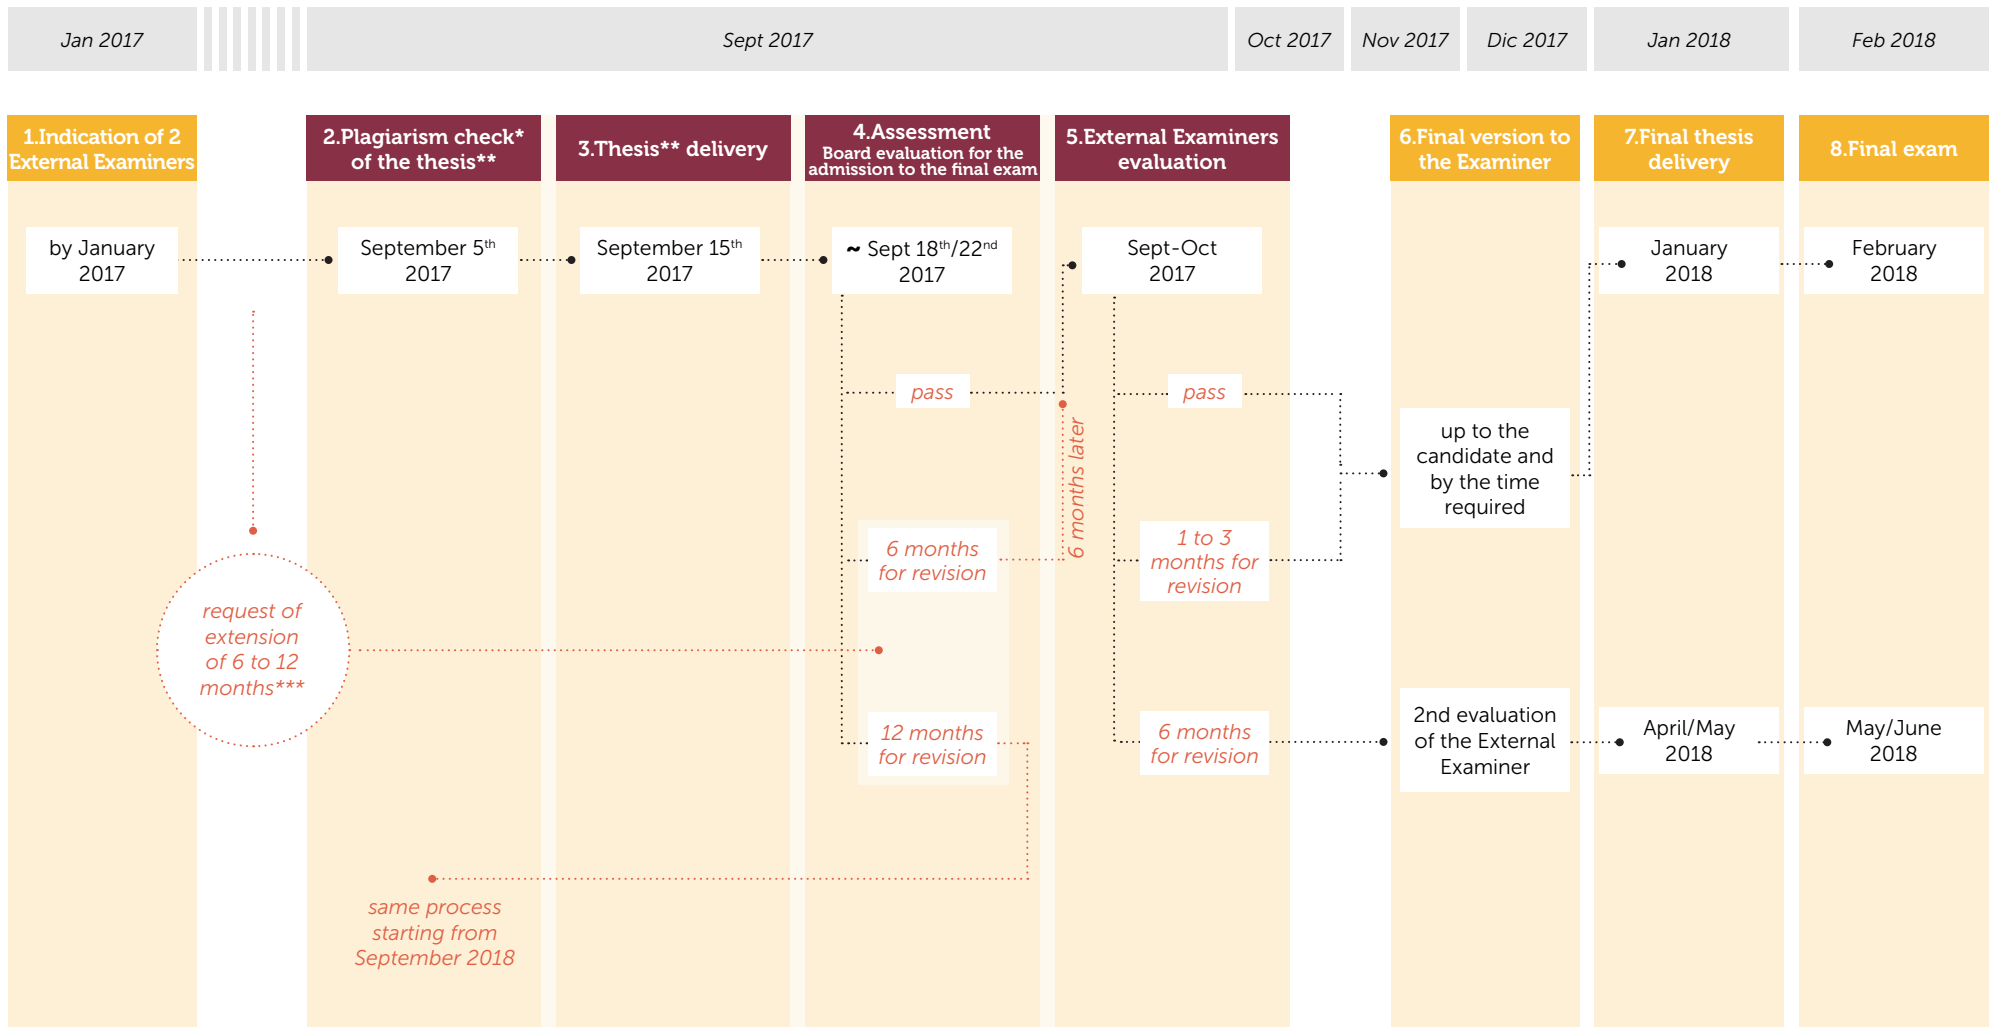 Jan 2017
Sept 2017
Oct 2017
Nov 2017
Dic 2017
Jan 2018
Feb 2018
1.Indication of 2
External Examiners
2.Plagiarism check*
of the thesis**
3.Thesis** delivery
4.Assessment
Board evaluation for the
admission to the final exam
5.External Examiners
evaluation
6.Final version to
the Examiner
7.Final thesis
delivery
8.Final exam
by January
2017
September 5th
2017
September 15th
2017
~ Sept 18th/22nd
2017
Sept-Oct
2017
January
2018
February
2018
pass
pass
6 months later
up to the
candidate and
by the time
required
6 months
for revision
1 to 3
months for
revision
request of
extension
of 6 to 12
months***
12 months
for revision
6 months
for revision
2nd evaluation
of the External
Examiner
April/May
2018
May/June
2018
same process
starting from
September 2018